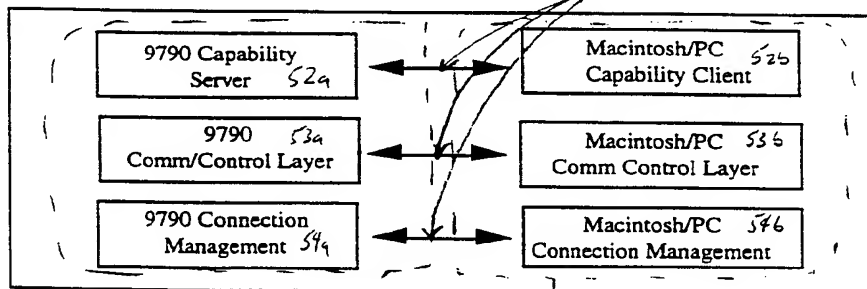 9790 Capability
Server 52a
Macintosh/PC 52b
Capability Client
9790 53a
Comm/Control Layer
Macintosh/PC 53b
Comm Control Layer
9790 Connection
Management 54a
Macintosh/PC 54b
Connection Management